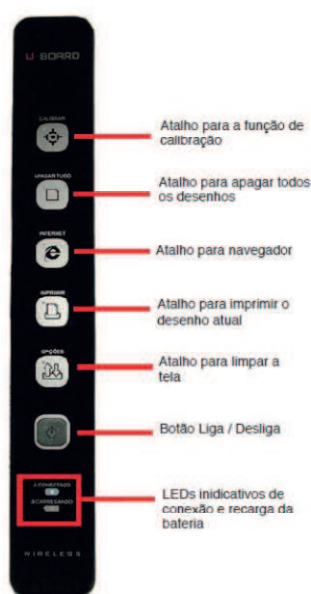 U-BOARD
CALIBRAR
Atalho para a função de
calibração
APAGAR TUDO
Atalho para apagar todos
os desenhos
INTERNET
Atalho para navegador
IMPRIMIR
Atalho para imprimir o
desenho atual
OPÇÕES
Atalho para limpar a
tela
Botão Liga / Desliga
CONECTADO
CARREGANDO
LEDs inidicativos de
conexão e recarga da
bateria
WIRELESS